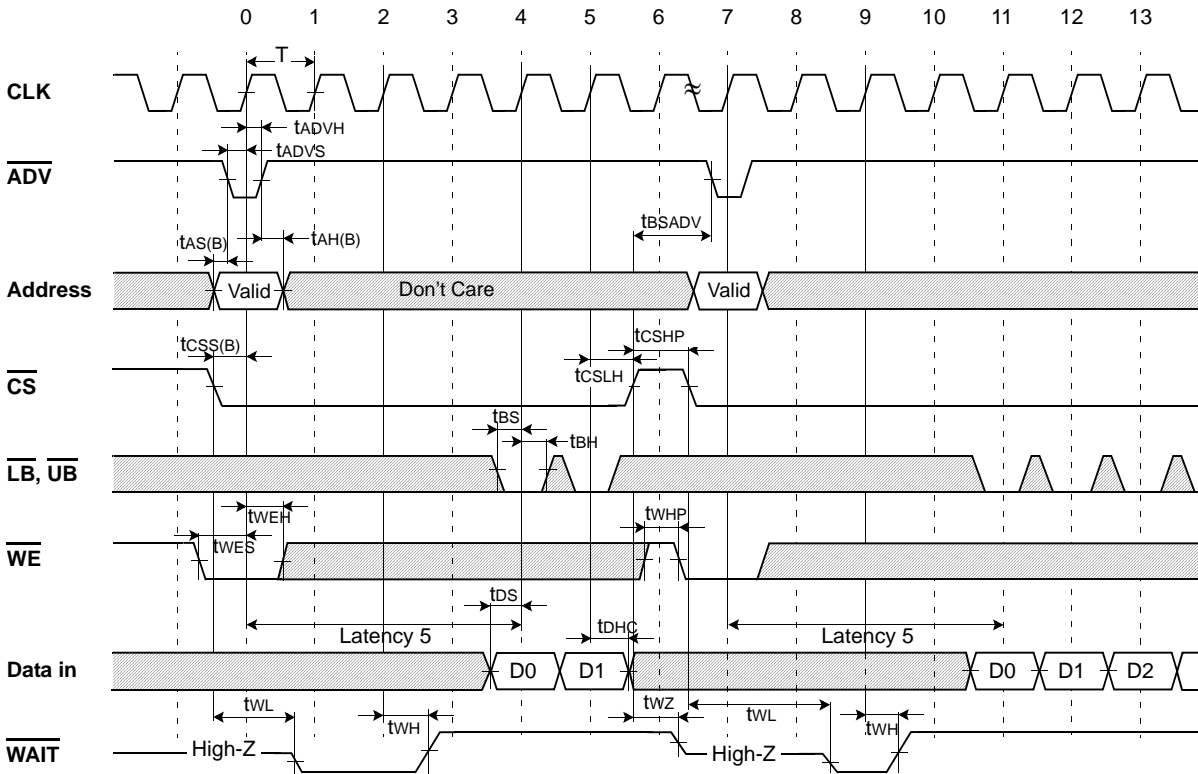 0 1 2 3 4 5 6 7 8 9 10 11 12 13
T
CLK
tADVH
tADVS
ADV
tBSADV
tAS(B) tAH(B)
Address Valid Don't Care Valid
tCSS(B) tCSHP
tCSLH
CS
tBS
tBH
LB, UB
tWEH tWHP
tWES
WE
tDS
Latency 5 tDHC Latency 5
Data in D0 D1 D0 D1 D2
tWL tWH tWZ tWL tWH
WAIT High-Z High-Z